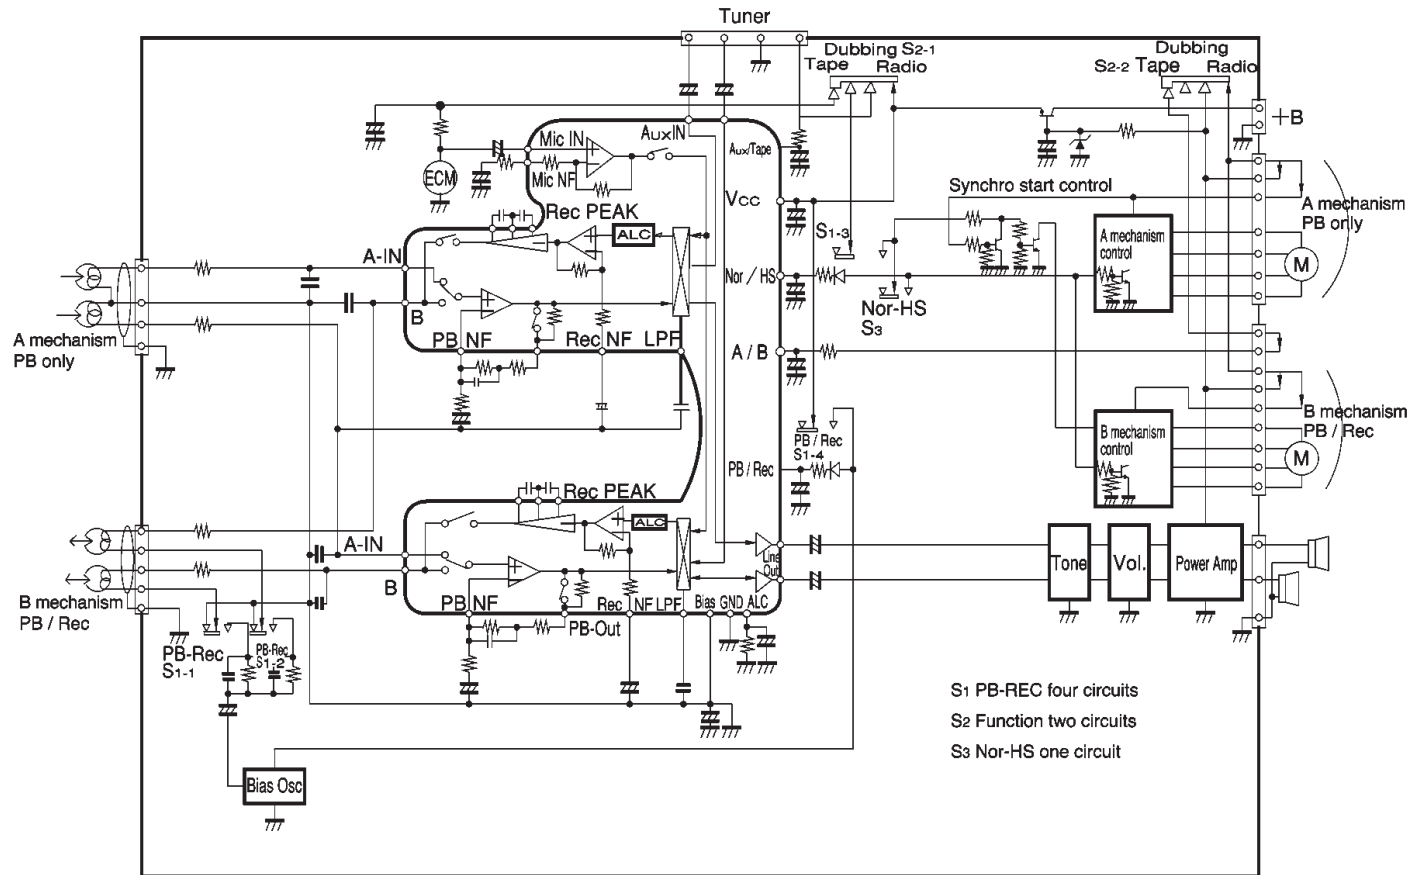 Tuner
Dubbing S2-1
Tape Radio
Dubbing
S2-2 Tape Radio
+B
Mic IN
AUX IN
AUX/Tape
ECM
Mic NF
VCC
Synchro start control
A mechanism
PB only
Rec PEAK
ALC
S1-3
A mechanism
control
M
A-IN
Nor / HS
Nor-HS
S3
B
PB NF
Rec NF
LPF
A / B
A mechanism
PB only
B mechanism
PB / Rec
B mechanism
control
M
PB / Rec
S1-4
PB / Rec
Rec PEAK
ALC
A-IN
B
Line
Out
Tone
Vol.
Power Amp
PB NF
PB-Out
Rec NF
LPF
Bias
GND
ALC
B mechanism
PB / Rec
PB-Rec
S1-1
PB-Rec
S1-2
S1 PB-REC four circuits
S2 Function two circuits
S3 Nor-HS one circuit
Bias Osc